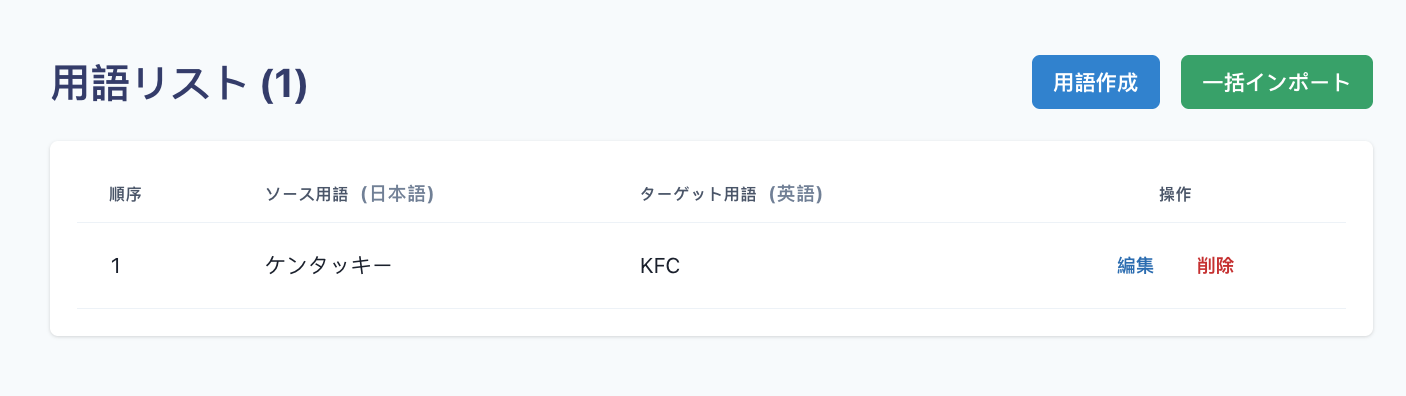 用語リスト (1)
用語作成 一括インポート
順序 ソース用語 (日本語) ターゲット用語 (英語) 操作
1 ケンタッキー KFC 編集 削除